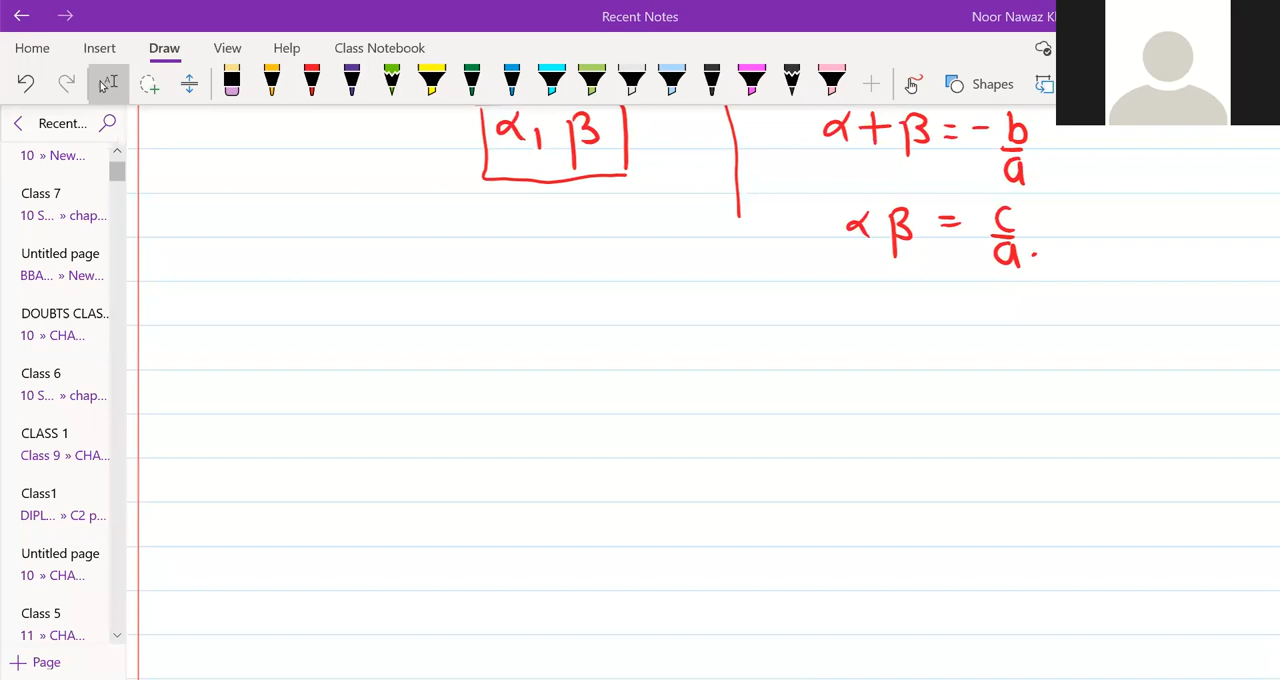 Recent Notes
Noor Nawaz Kh
Home Insert Draw View Help Class Notebook
Shapes
Recent...
10 » New...
Class 7
10 S... » chap...
Untitled page
BBA... » New...
DOUBTS CLAS..
10 » CHA...
Class 6
10 S... » chap...
CLASS 1
Class 9 » CHA...
Class1
DIPL... » C2 p...
Untitled page
10 » CHA...
Class 5
11 » CHA...
Page
α, β
α + β = - b/a
α β = c/a.